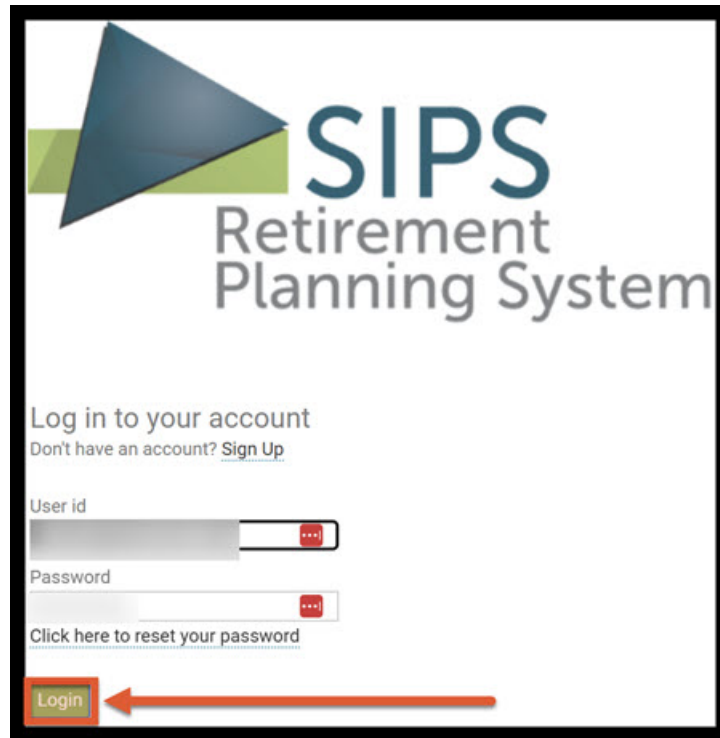 SIPS
Retirement
Planning System
Log in to your account
Don't have an account? Sign Up
User id
Password
Click here to reset your password
Login